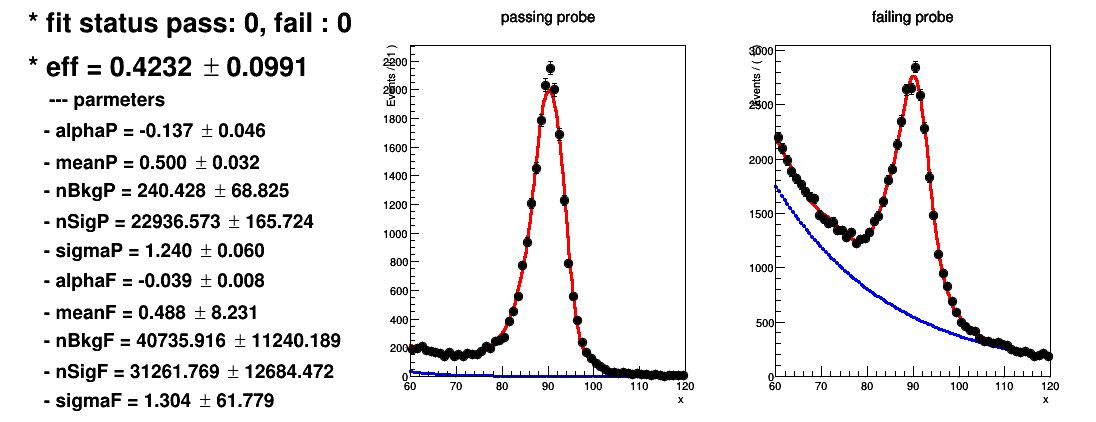 * fit status pass: 0, fail : 0
* eff = 0.4232 ± 0.0991
--- parmeters
- alphaP = -0.137 ± 0.046
- meanP = 0.500 ± 0.032
- nBkgP = 240.428 ± 68.825
- nSigP = 22936.573 ± 165.724
- sigmaP = 1.240 ± 0.060
- alphaF = -0.039 ± 0.008
- meanF = 0.488 ± 8.231
- nBkgF = 40735.916 ± 11240.189
- nSigF = 31261.769 ± 12684.472
- sigmaF = 1.304 ± 61.779
passing probe
Events / ( 1 )
2200
2000
1800
1600
1400
1200
1000
800
600
400
200
0
60 70 80 90 100 110 120
x
failing probe
Events / (
3000
2500
2000
1500
1000
500
0
60 70 80 90 100 110 120
x